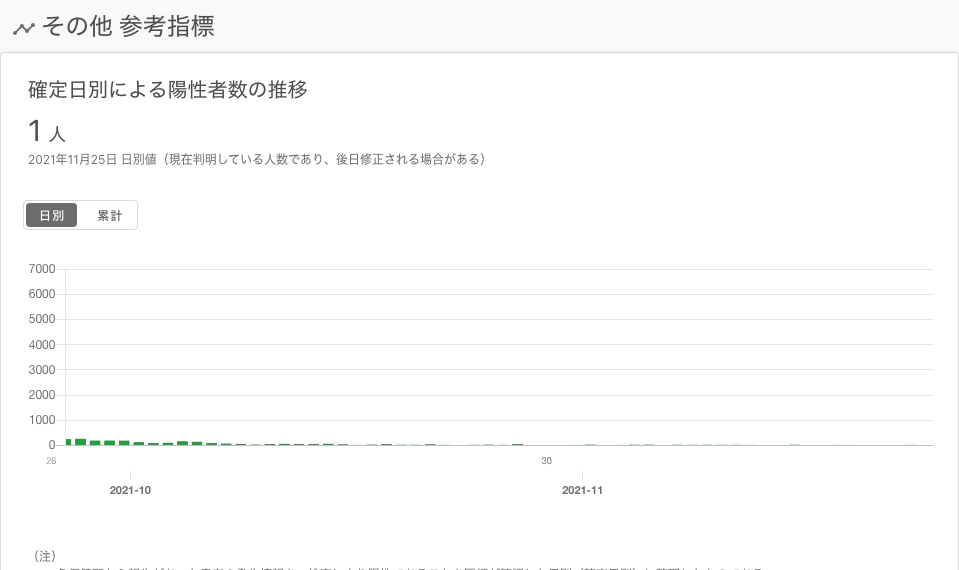 その他 参考指標
確定日別による陽性者数の推移
1 人
2021年11月25日 日別値（現在判明している人数であり、後日修正される場合がある）
日別 累計
7000
6000
5000
4000
3000
2000
1000
0
26 30
2021-10 2021-11
（注）